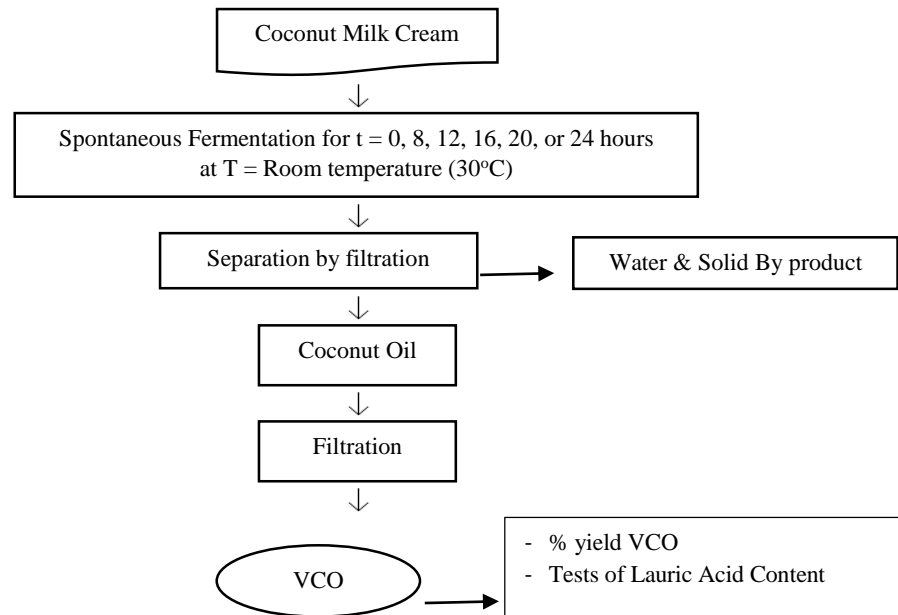 Coconut Milk Cream
Spontaneous Fermentation for t = 0, 8, 12, 16, 20, or 24 hours
at T = Room temperature (30°C)
Separation by filtration
Water & Solid By product
Coconut Oil
Filtration
VCO
- % yield VCO
- Tests of Lauric Acid Content